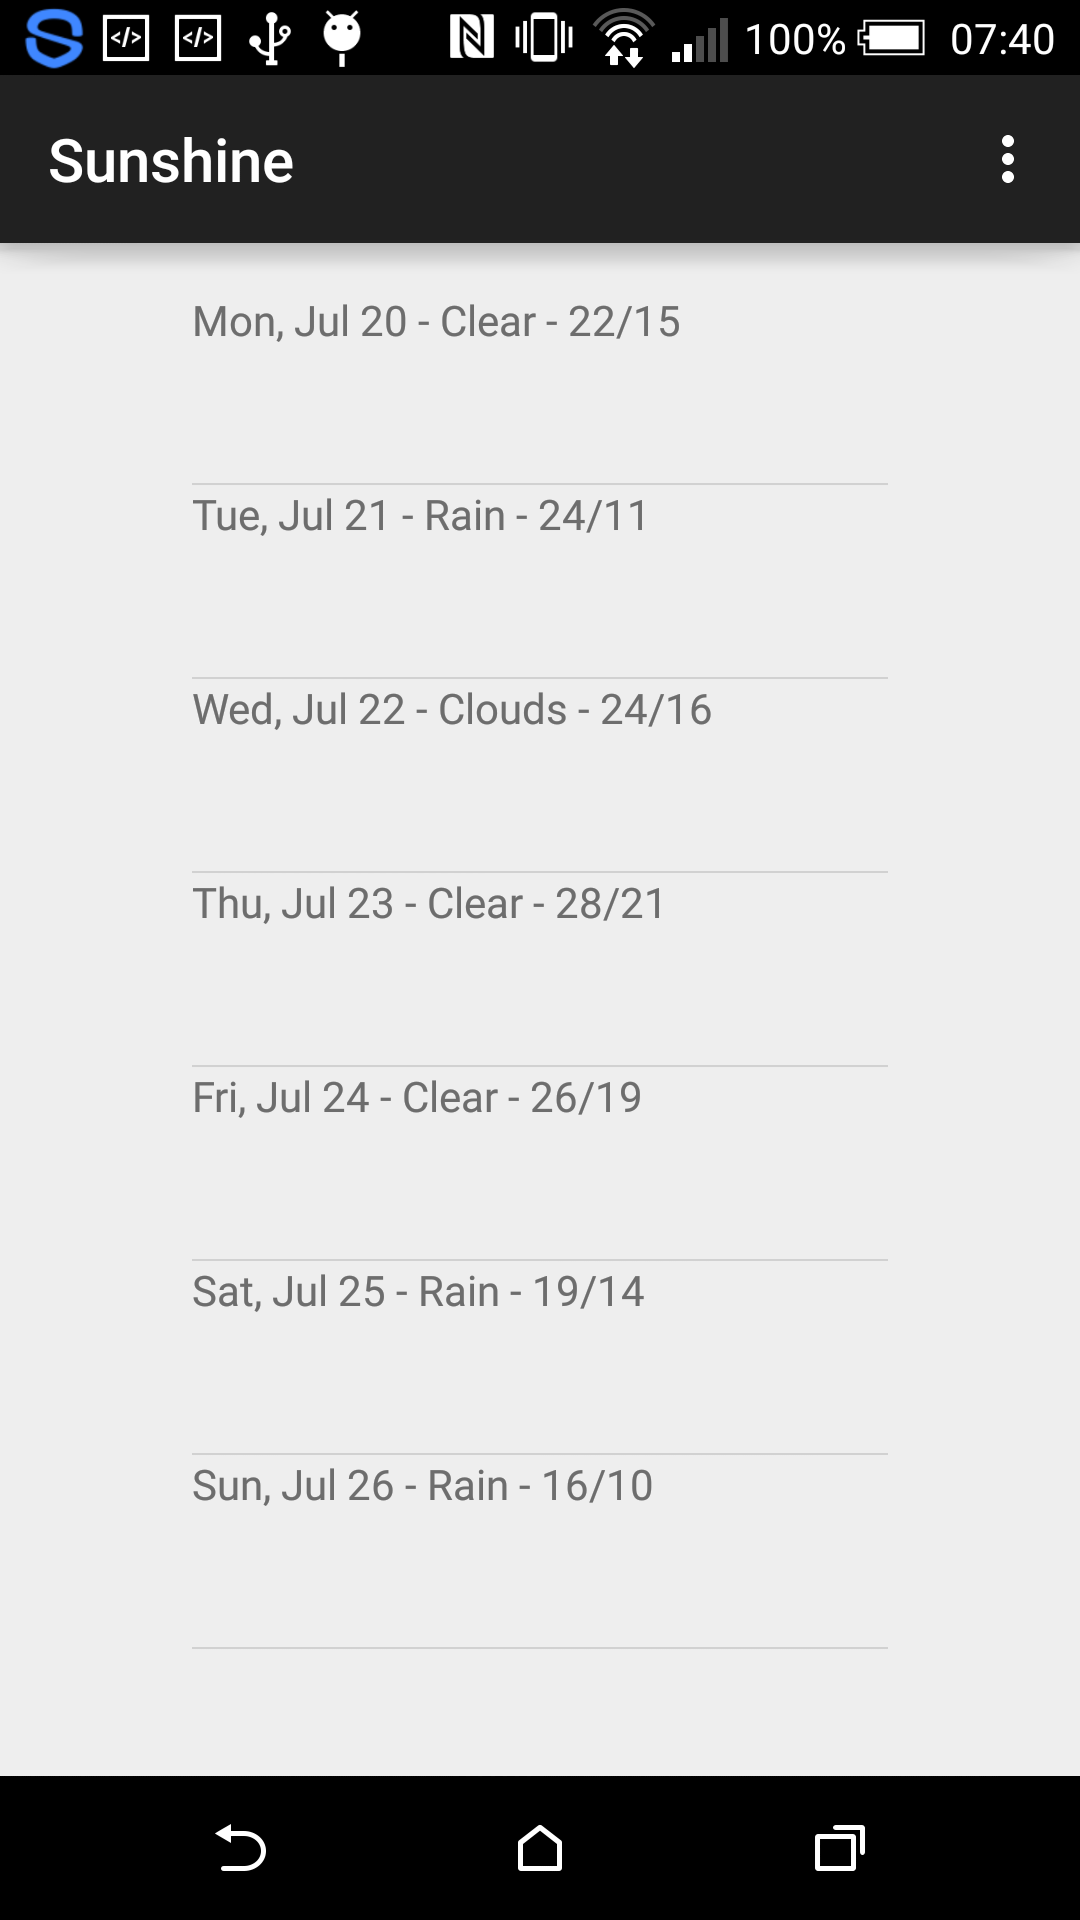 100% 07:40
Sunshine
Mon, Jul 20 - Clear - 22/15
Tue, Jul 21 - Rain - 24/11
Wed, Jul 22 - Clouds - 24/16
Thu, Jul 23 - Clear - 28/21
Fri, Jul 24 - Clear - 26/19
Sat, Jul 25 - Rain - 19/14
Sun, Jul 26 - Rain - 16/10